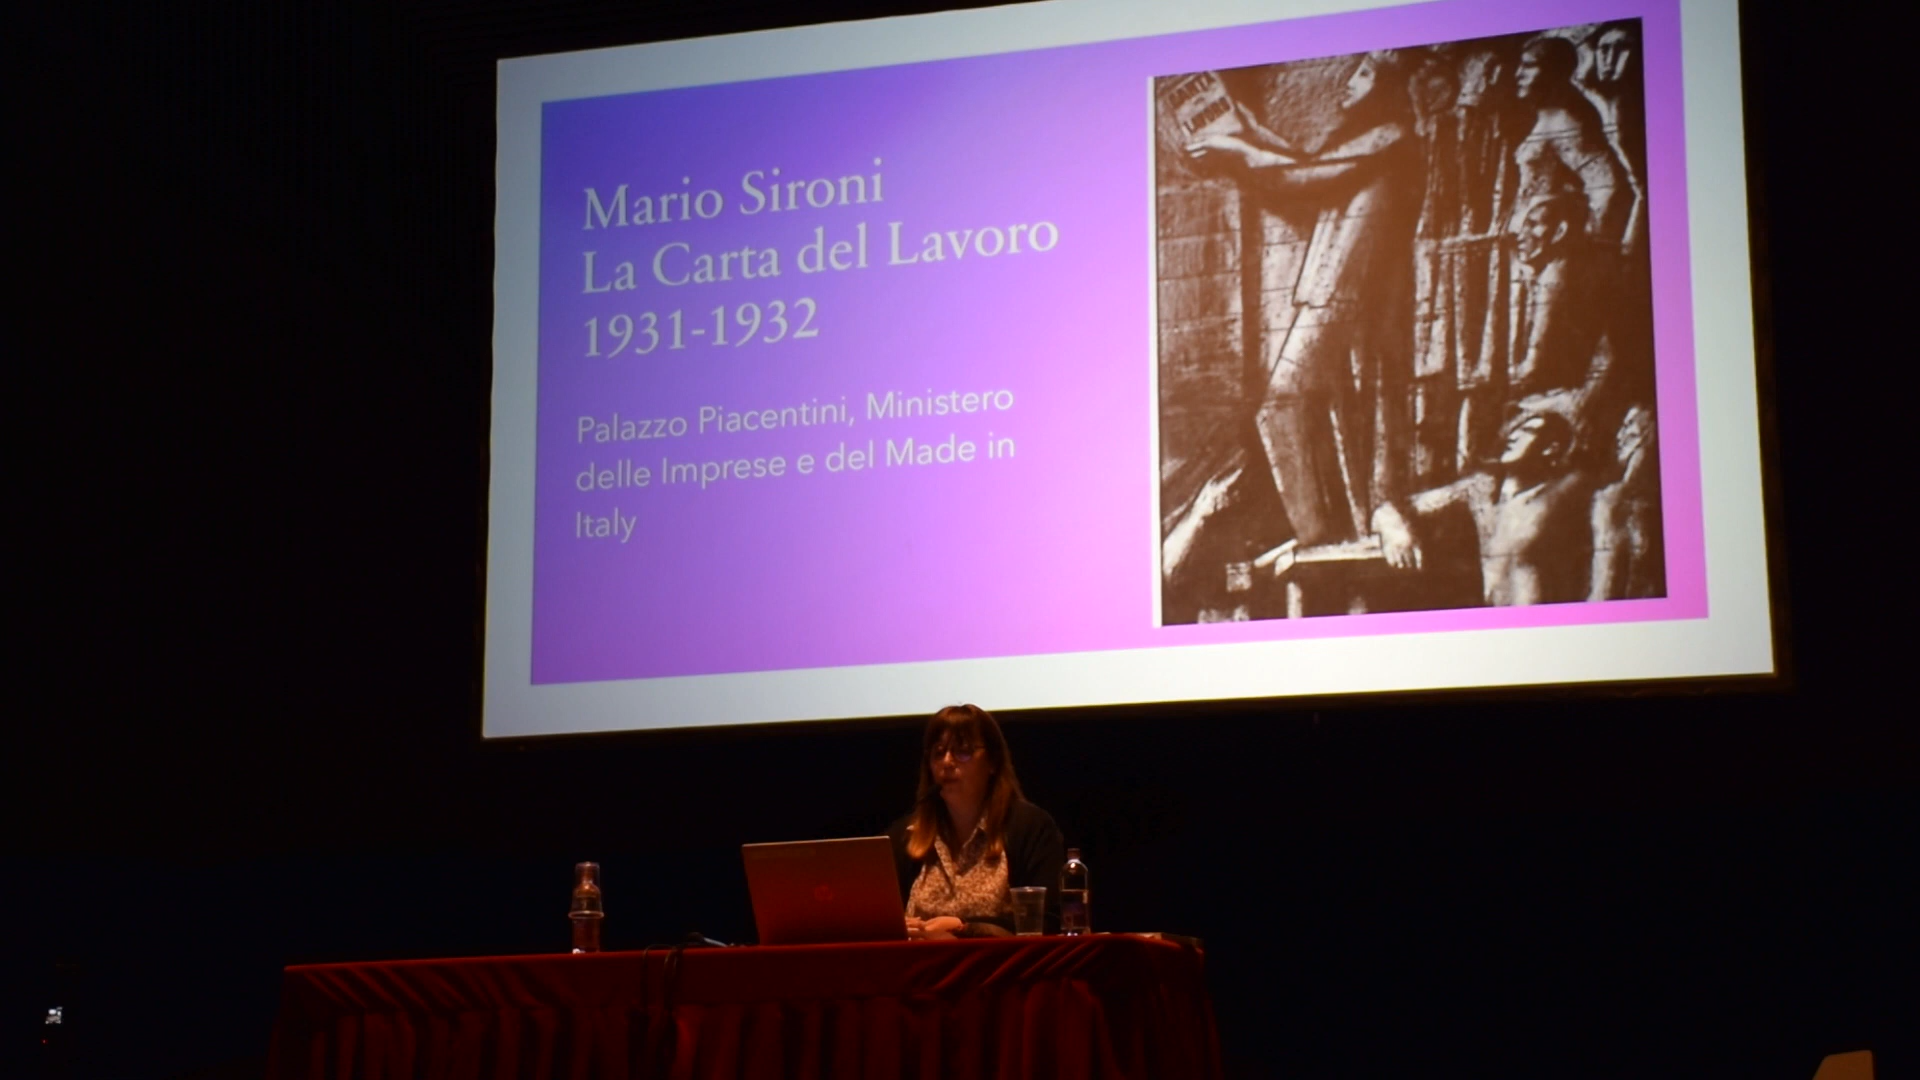 Mario Sironi
La Carta del Lavoro
1931-1932
Palazzo Piacentini, Ministero
delle Imprese e del Made in
Italy
CARTA
LAVORO